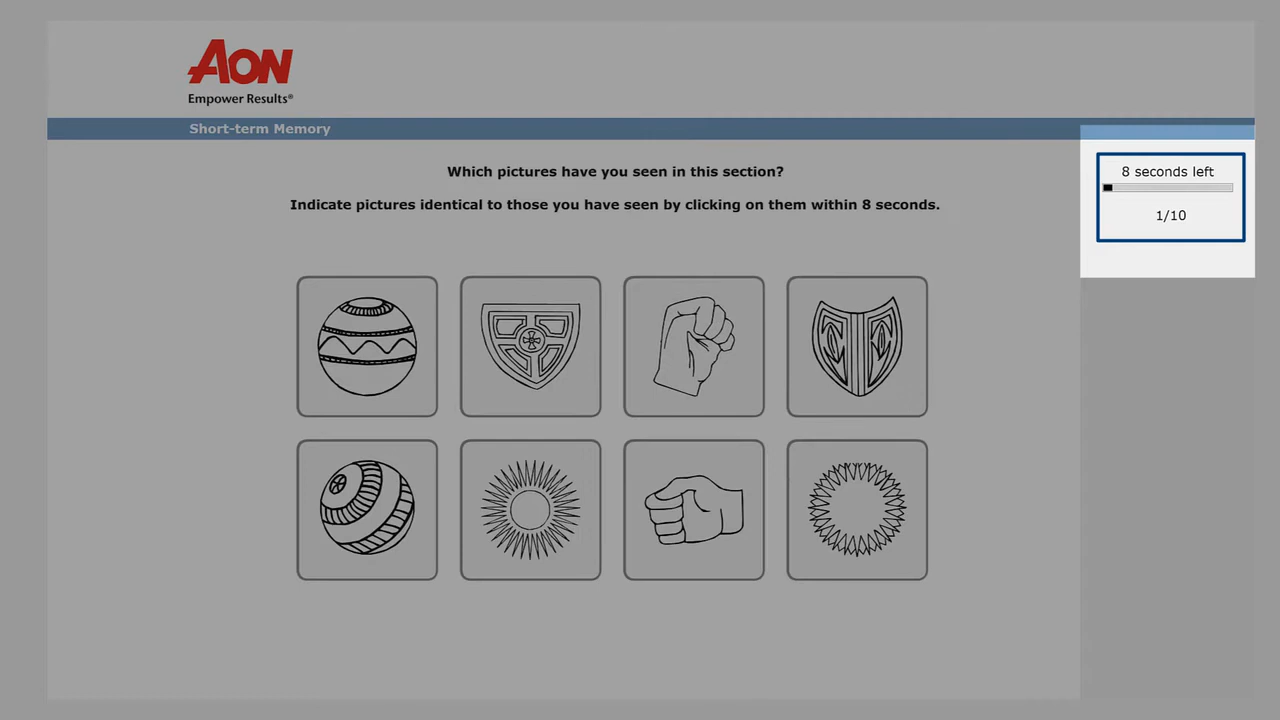 AON
Empower Results®
Short-term Memory
Which pictures have you seen in this section?
Indicate pictures identical to those you have seen by clicking on them within 8 seconds.
8 seconds left
1/10